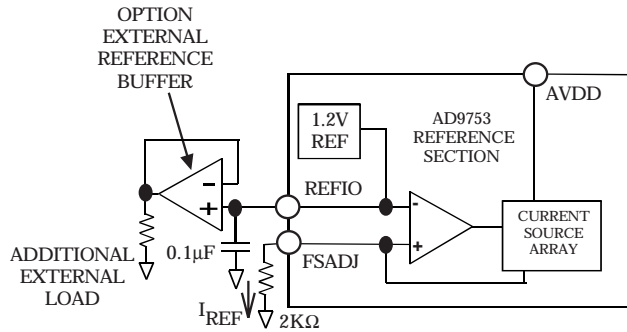 OPTION
EXTERNAL
REFERENCE
BUFFER
AVDD
1.2V
REF
AD9753
REFERENCE
SECTION
-
+
REFIO
-
+
CURRENT
SOURCE
ARRAY
ADDITIONAL
EXTERNAL
LOAD
0.1µF
FSADJ
IREF
2KΩ